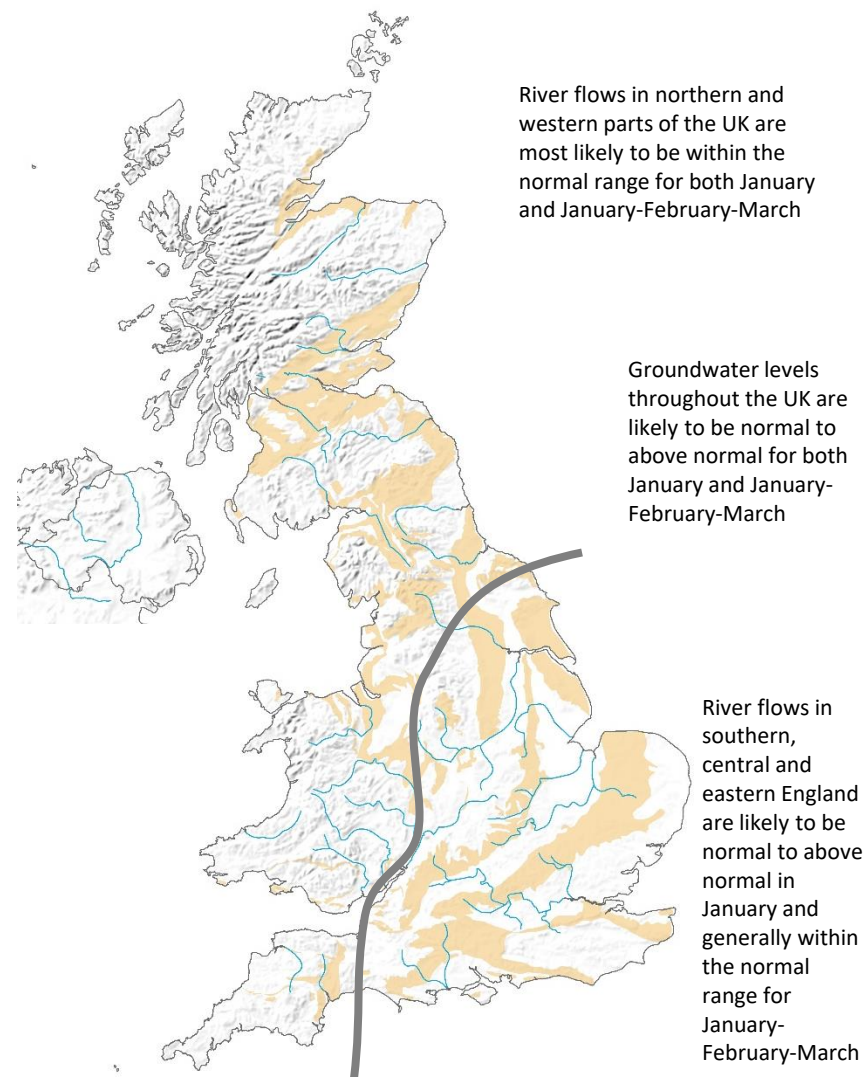 River flows in northern and
western parts of the UK are
most likely to be within the
normal range for both January
and January-February-March
Groundwater levels
throughout the UK are
likely to be normal to
above normal for both
January and January-
February-March
River flows in
southern,
central and
eastern England
are likely to be
normal to above
normal in
January and
generally within
the normal
range for
January-
February-March